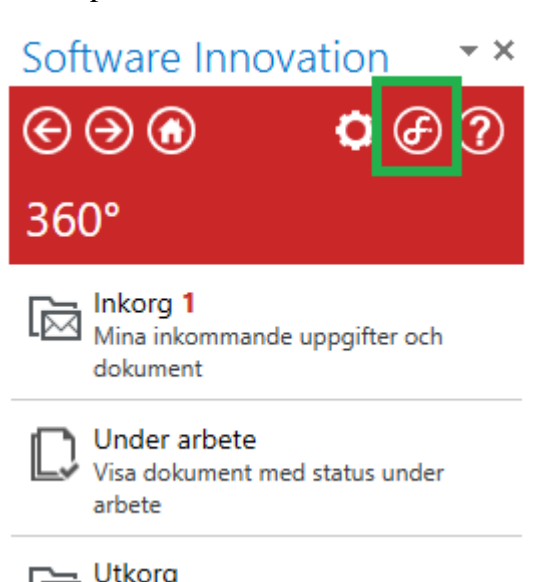 Software Innovation
360°
Inkorg 1
Mina inkommande uppgifter och
dokument
Under arbete
Visa dokument med status under
arbete
Utkorg